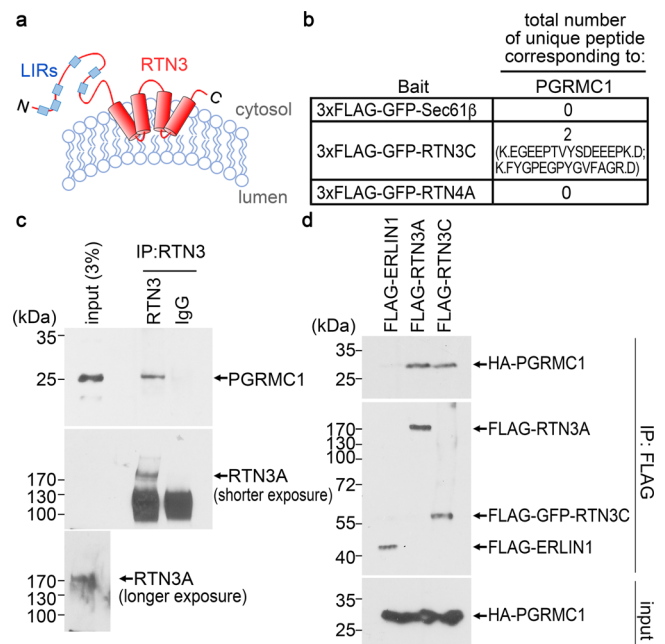 a
LIRs
RTN3
N
C
cytosol
lumen
b
total number
of unique peptide
corresponding to:
Bait
PGRMC1
3xFLAG-GFP-Sec61β
0
3xFLAG-GFP-RTN3C
2
(K.EGEEPTVYSDEEEPK.D;
K.FYGPEGPYGVFAGR.D)
3xFLAG-GFP-RTN4A
0
c
IP:RTN3
input (3%)
RTN3
IgG
(kDa)
35
25
PGRMC1
170
130
100
RTN3A
(shorter exposure)
170
130
100
RTN3A
(longer exposure)
d
FLAG-ERLIN1
FLAG-RTN3A
FLAG-RTN3C
(kDa)
35
25
HA-PGRMC1
170
130
100
72
55
40
FLAG-RTN3A
FLAG-GFP-RTN3C
FLAG-ERLIN1
IP: FLAG
35
25
HA-PGRMC1
input